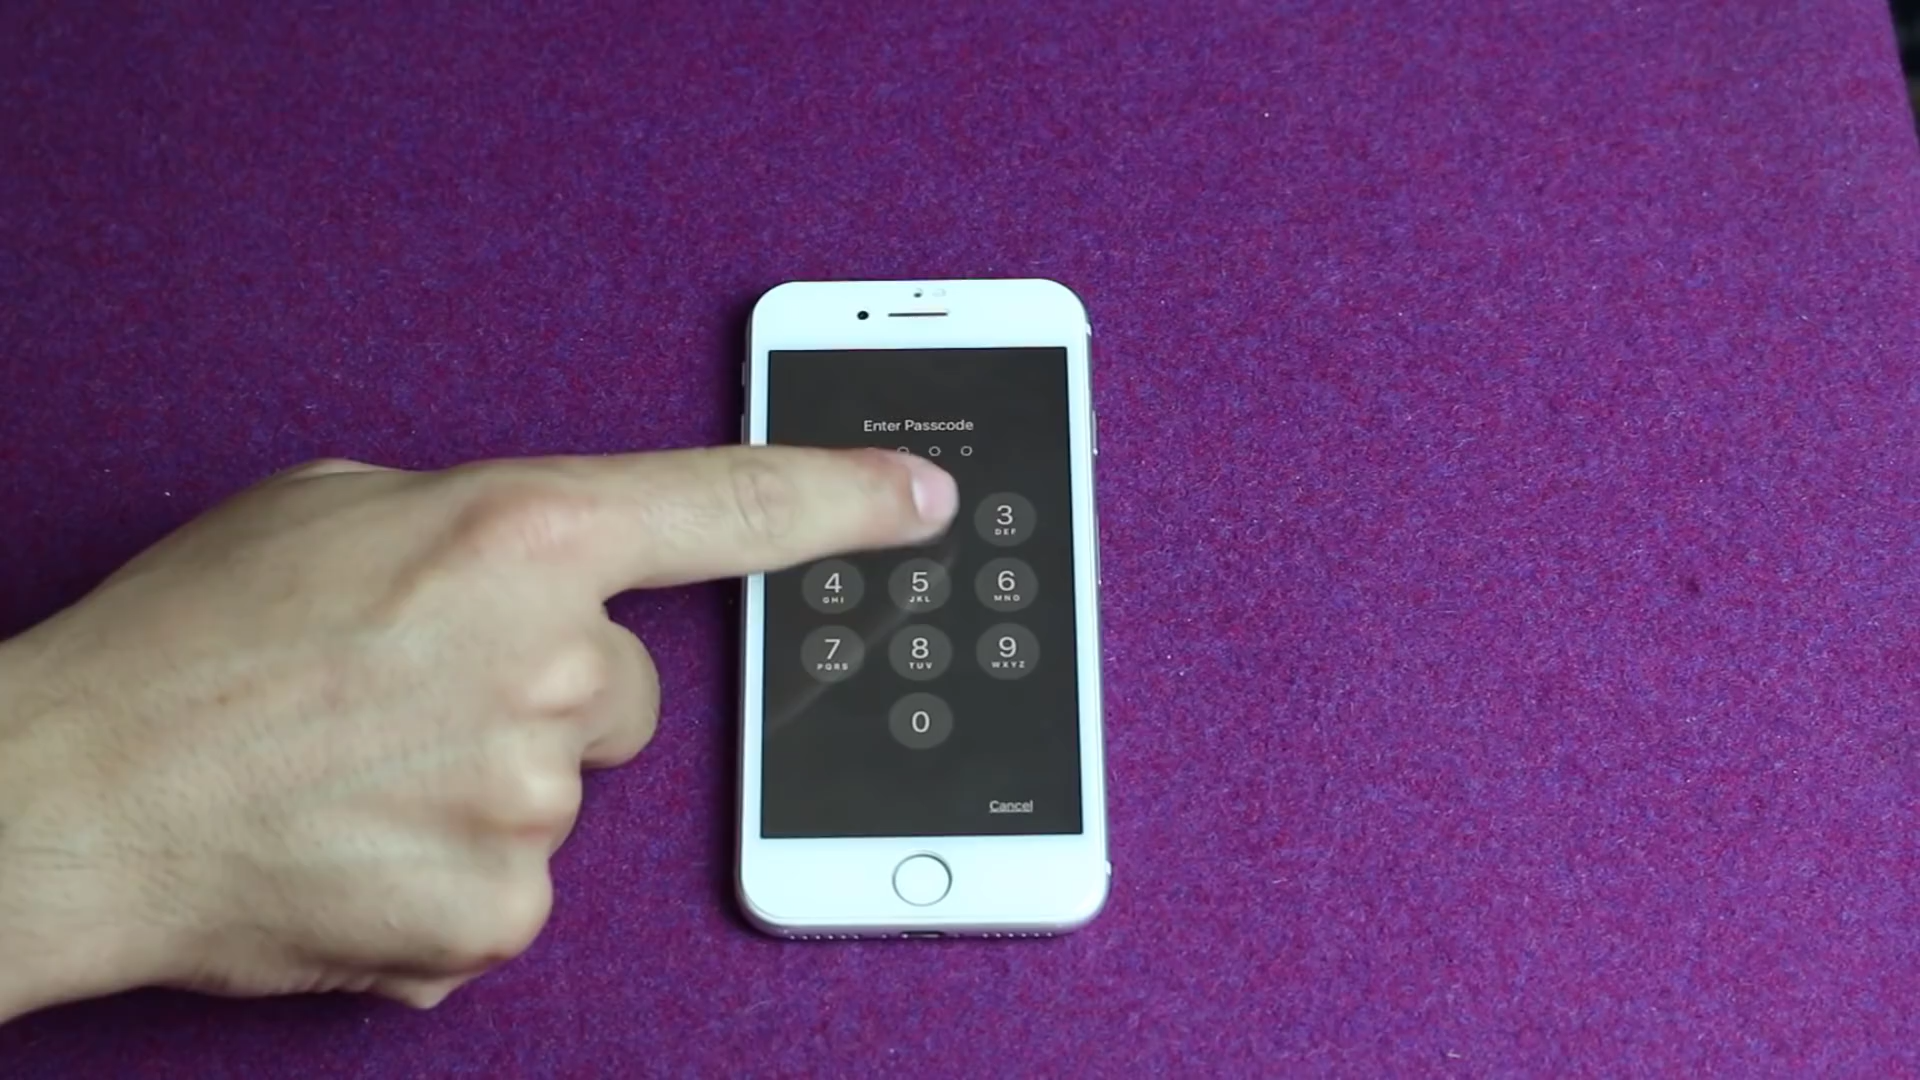 Enter Passcode
3
DEF
4 5 6
GHI JKL MNO
7 8 9
PQRS TUV WXYZ
0
Cancel